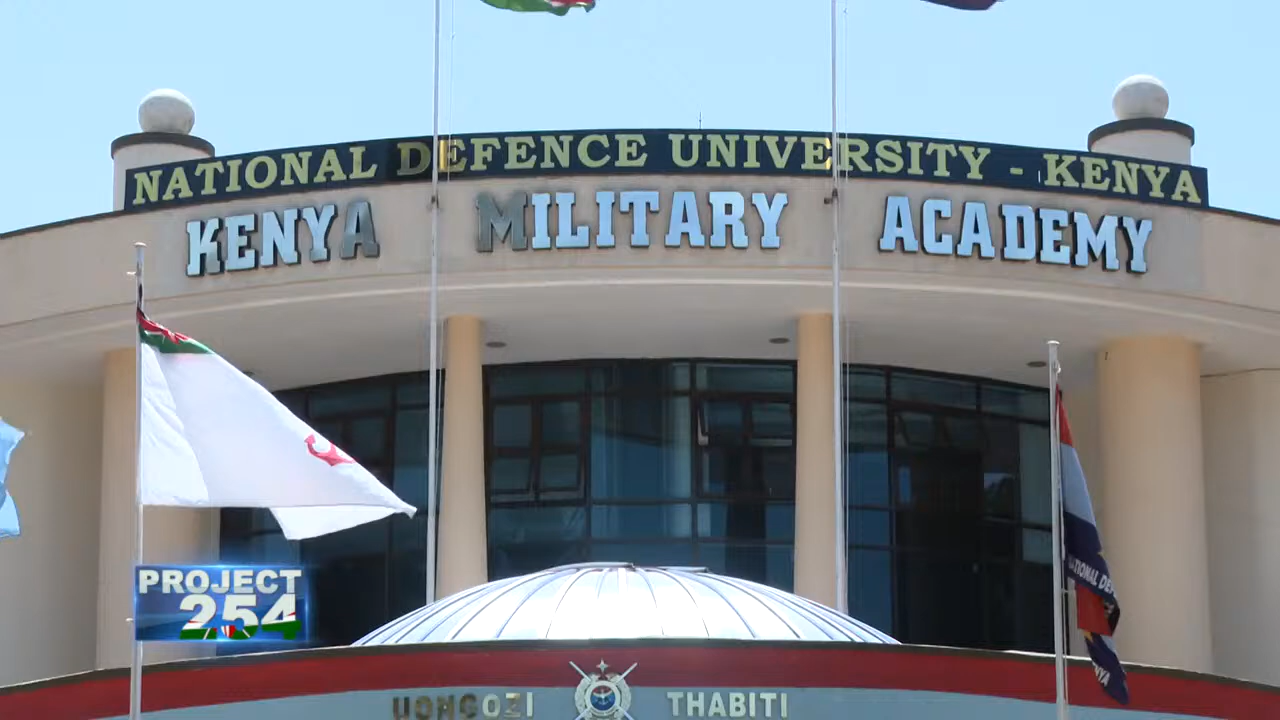 NATIONAL DEFENCE UNIVERSITY - KENYA
KENYA MILITARY ACADEMY
PROJECT
254
UONGOZI THABITI